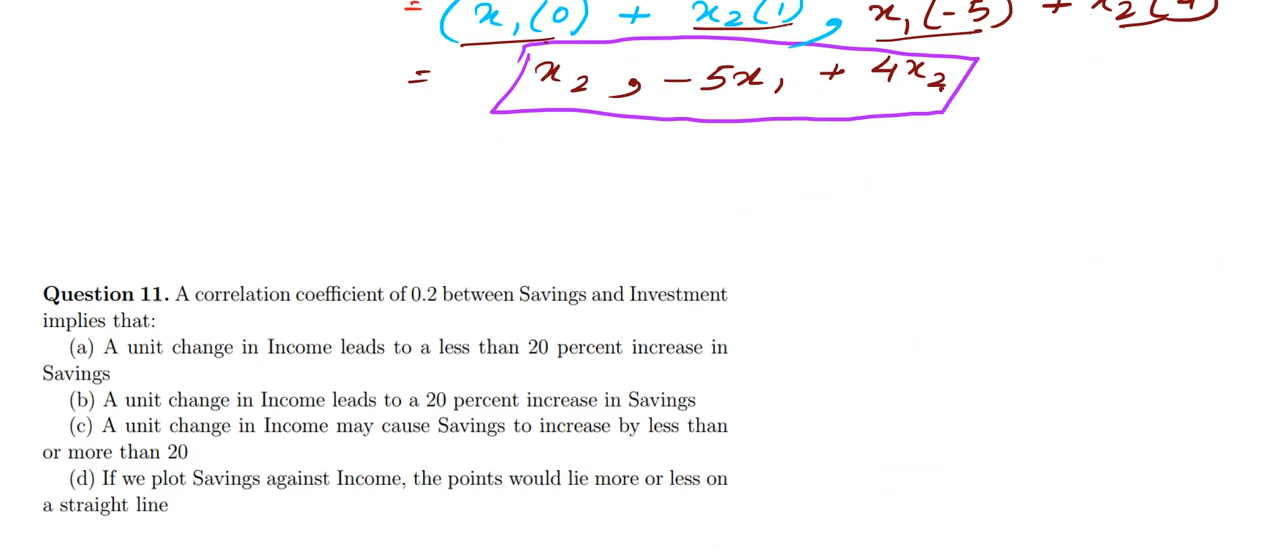 = (x₁(0) + x₂(1) , x₁(-5) + x₂(4)
= x₂ , -5x₁ + 4x₂
Question 11. A correlation coefficient of 0.2 between Savings and Investment
implies that:
(a) A unit change in Income leads to a less than 20 percent increase in
Savings
(b) A unit change in Income leads to a 20 percent increase in Savings
(c) A unit change in Income may cause Savings to increase by less than
or more than 20
(d) If we plot Savings against Income, the points would lie more or less on
a straight line